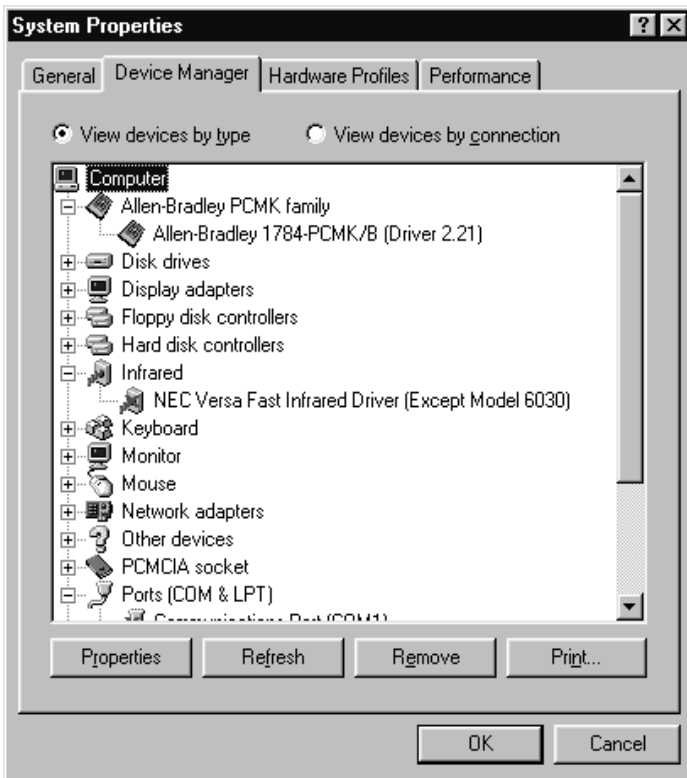 System Properties
General Device Manager Hardware Profiles Performance
View devices by type View devices by connection
Computer
Allen-Bradley PCMK family
Allen-Bradley 1784-PCMK/B (Driver 2.21)
Disk drives
Display adapters
Floppy disk controllers
Hard disk controllers
Infrared
NEC Versa Fast Infrared Driver (Except Model 6030)
Keyboard
Monitor
Mouse
Network adapters
Other devices
PCMCIA socket
Ports (COM & LPT)
Communications Port (COM1)
Properties Refresh Remove Print...
OK Cancel